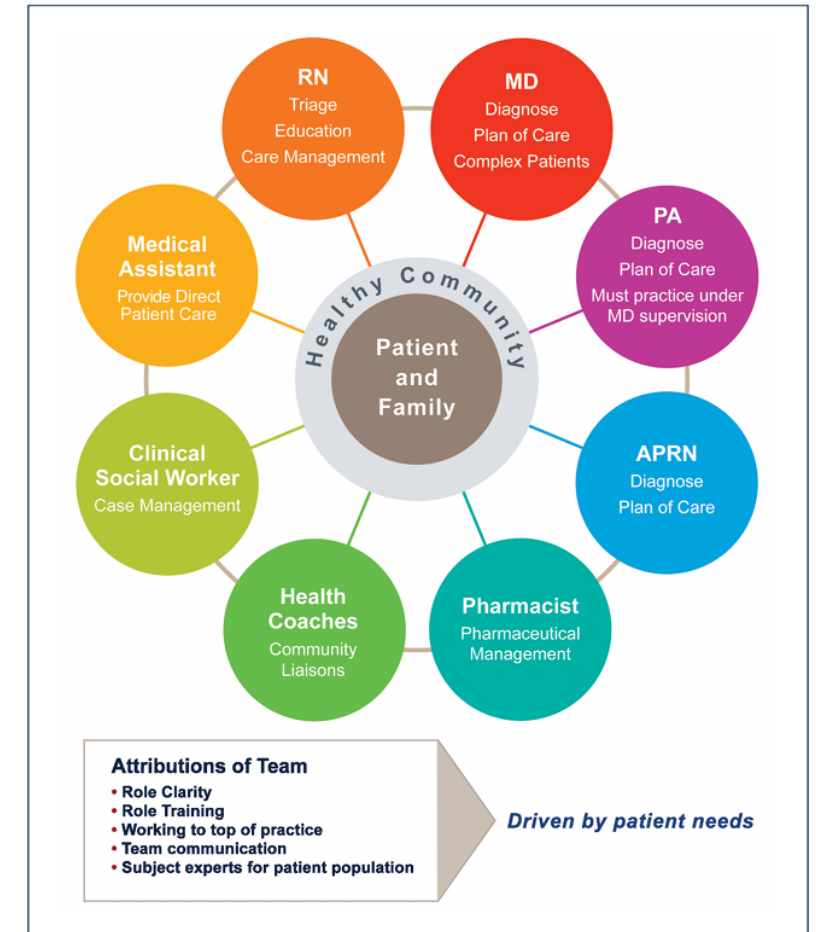 RN
Triage
Education
Care Management
MD
Diagnose
Plan of Care
Complex Patients
PA
Diagnose
Plan of Care
Must practice under
MD supervision
Medical
Assistant
Provide Direct
Patient Care
Healthy Community
Patient
and
Family
Clinical
Social Worker
Case Management
APRN
Diagnose
Plan of Care
Health
Coaches
Community
Liaisons
Pharmacist
Pharmaceutical
Management
Attributions of Team
• Role Clarity
• Role Training
• Working to top of practice
• Team communication
• Subject experts for patient population
Driven by patient needs